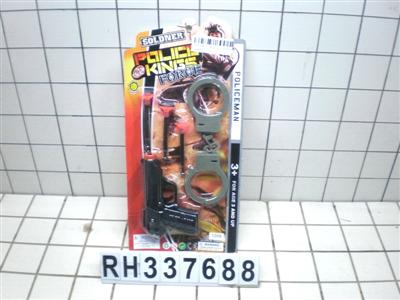 SOLDNER
POLICE
KINGS
FORCE
POLICEMAN
3+
FOR AGE 3 AND UP
RH337688